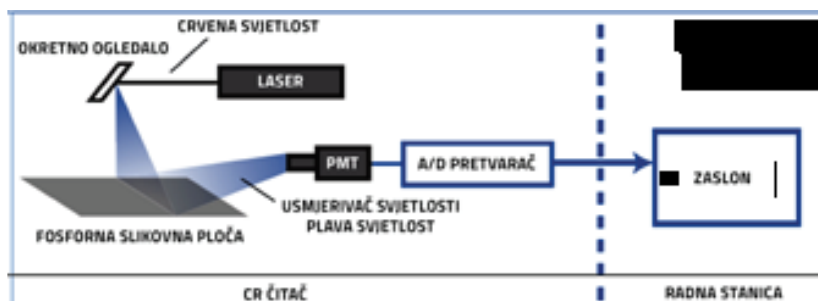 CRVENA SVJETLOST
OKRETNO OGLEDALO
LASER
PMT
A/D PRETVARAČ
ZASLON
USMJERIVAČ SVJETLOSTI
PLAVA SVJETLOST
FOSFORNA SLIKOVNA PLOČA
CR ČITAČ
RADNA STANICA